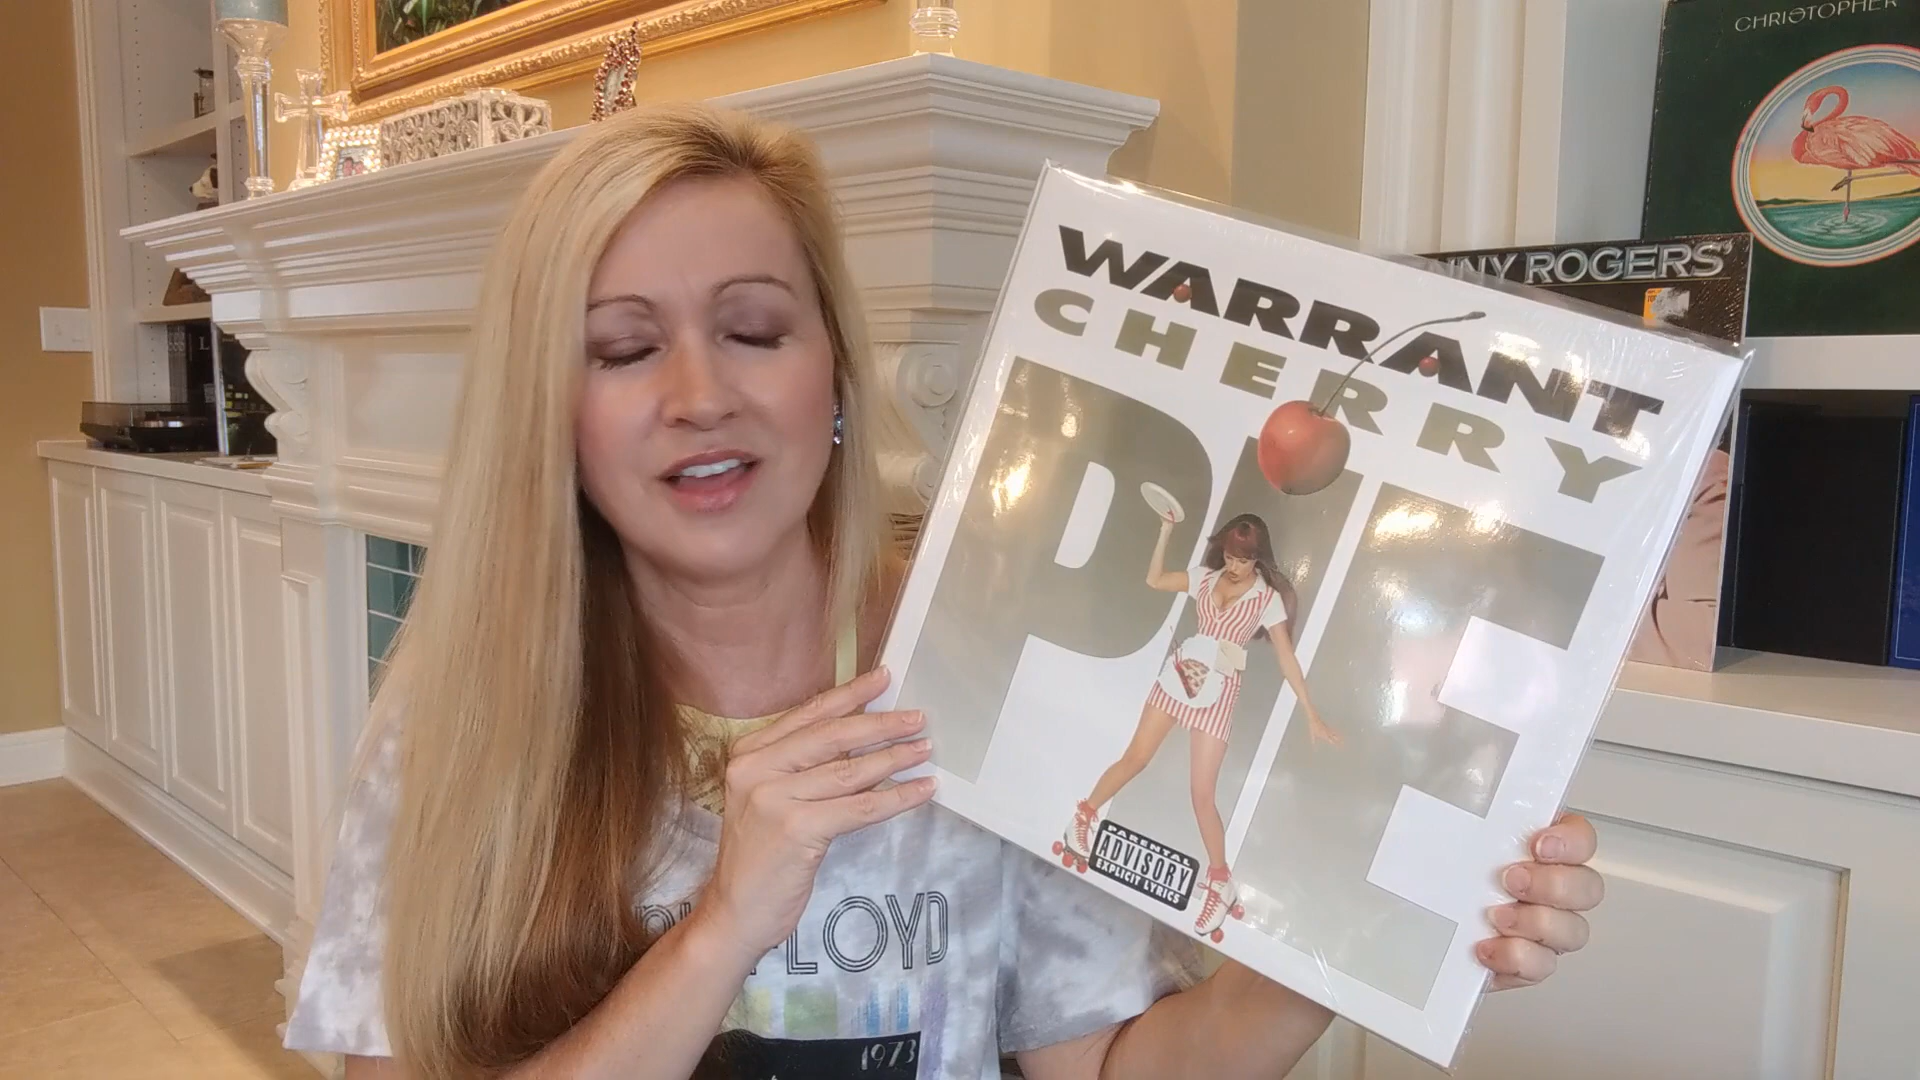 WARRANT
CHERRY
PIE
PARENTAL
ADVISORY
EXPLICIT LYRICS
CHRISTOPHER
NNY ROGERS'
FLOYD
1973